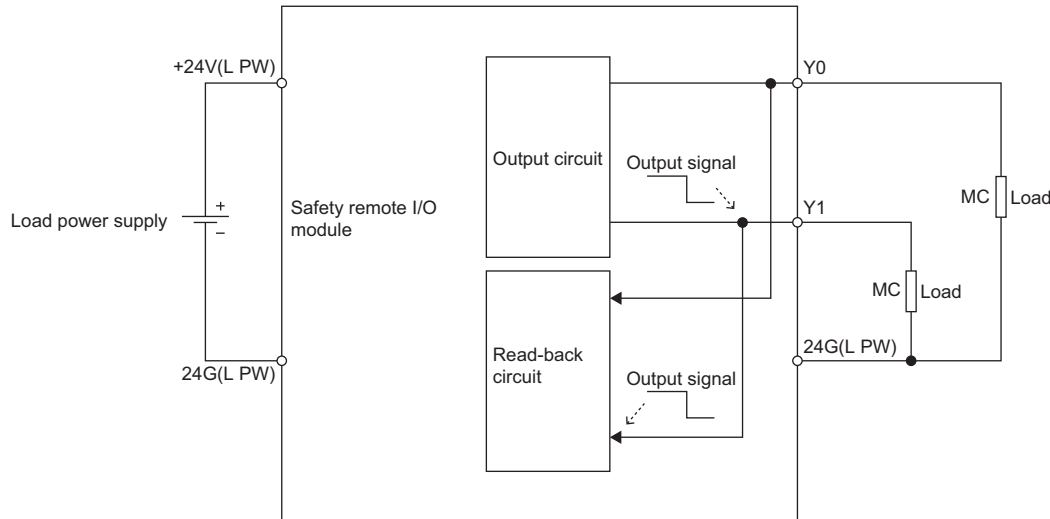 +24V(L PW)
Y0
Output circuit
Output signal
MC
Load
Load power supply
+
−
Safety remote I/O
module
Y1
MC
Load
Read-back
circuit
24G(L PW)
24G(L PW)
Output signal